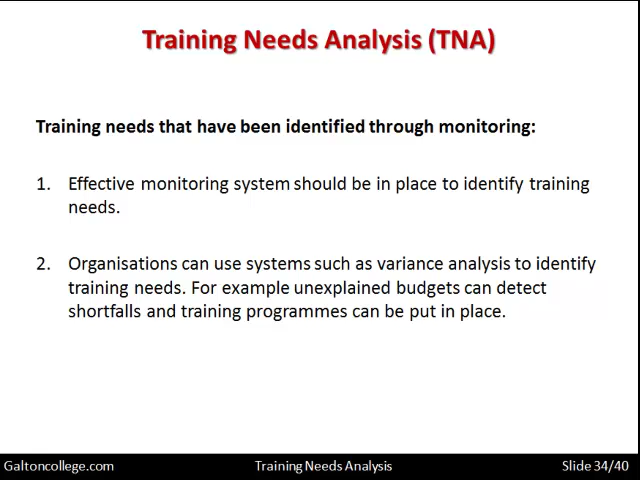 Training Needs Analysis (TNA)
Training needs that have been identified through monitoring:
1. Effective monitoring system should be in place to identify training
needs.
2. Organisations can use systems such as variance analysis to identify
training needs. For example unexplained budgets can detect
shortfalls and training programmes can be put in place.
Galtoncollege.com Training Needs Analysis Slide 34/40